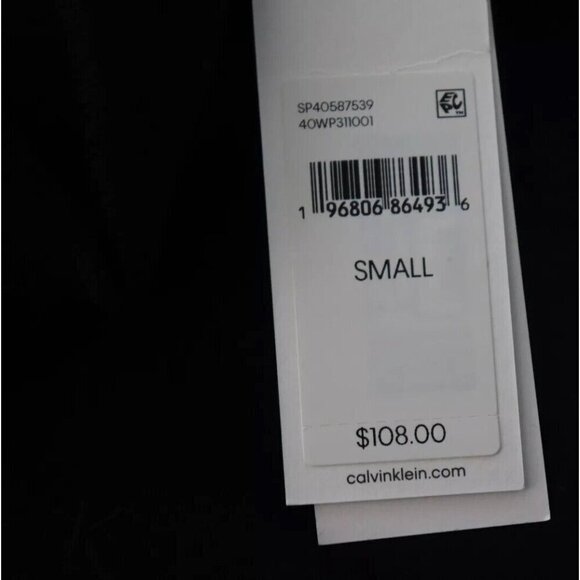 SP40587539
40WP311001
1 96806 86493 6
SMALL
$108.00
calvinklein.com